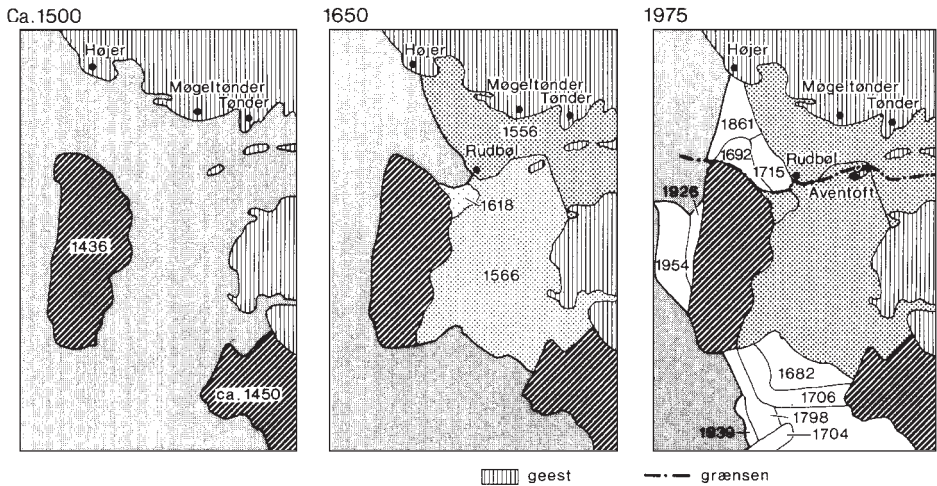 Ca.1500
Højer
Møgeltønder
Tønder
1436
ca.1450
1650
Højer
Møgeltønder
Tønder
1556
Rudbøl
1618
1566
1975
Højer
Møgeltønder
Tønder
1861
1692
1715
Rudbøl
Aventoft
1926
1954
1682
1706
1798
1704
geest
grænsen